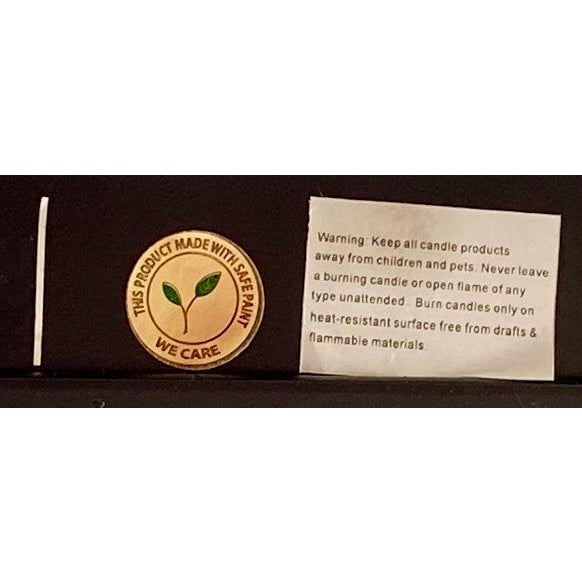 THIS PRODUCT MADE WITH SAFE PAINT
WE CARE
Warning: Keep all candle products
away from children and pets. Never leave
a burning candle or open flame of any
type unattended. Burn candles only on
heat-resistant surface free from drafts &
flammable materials.